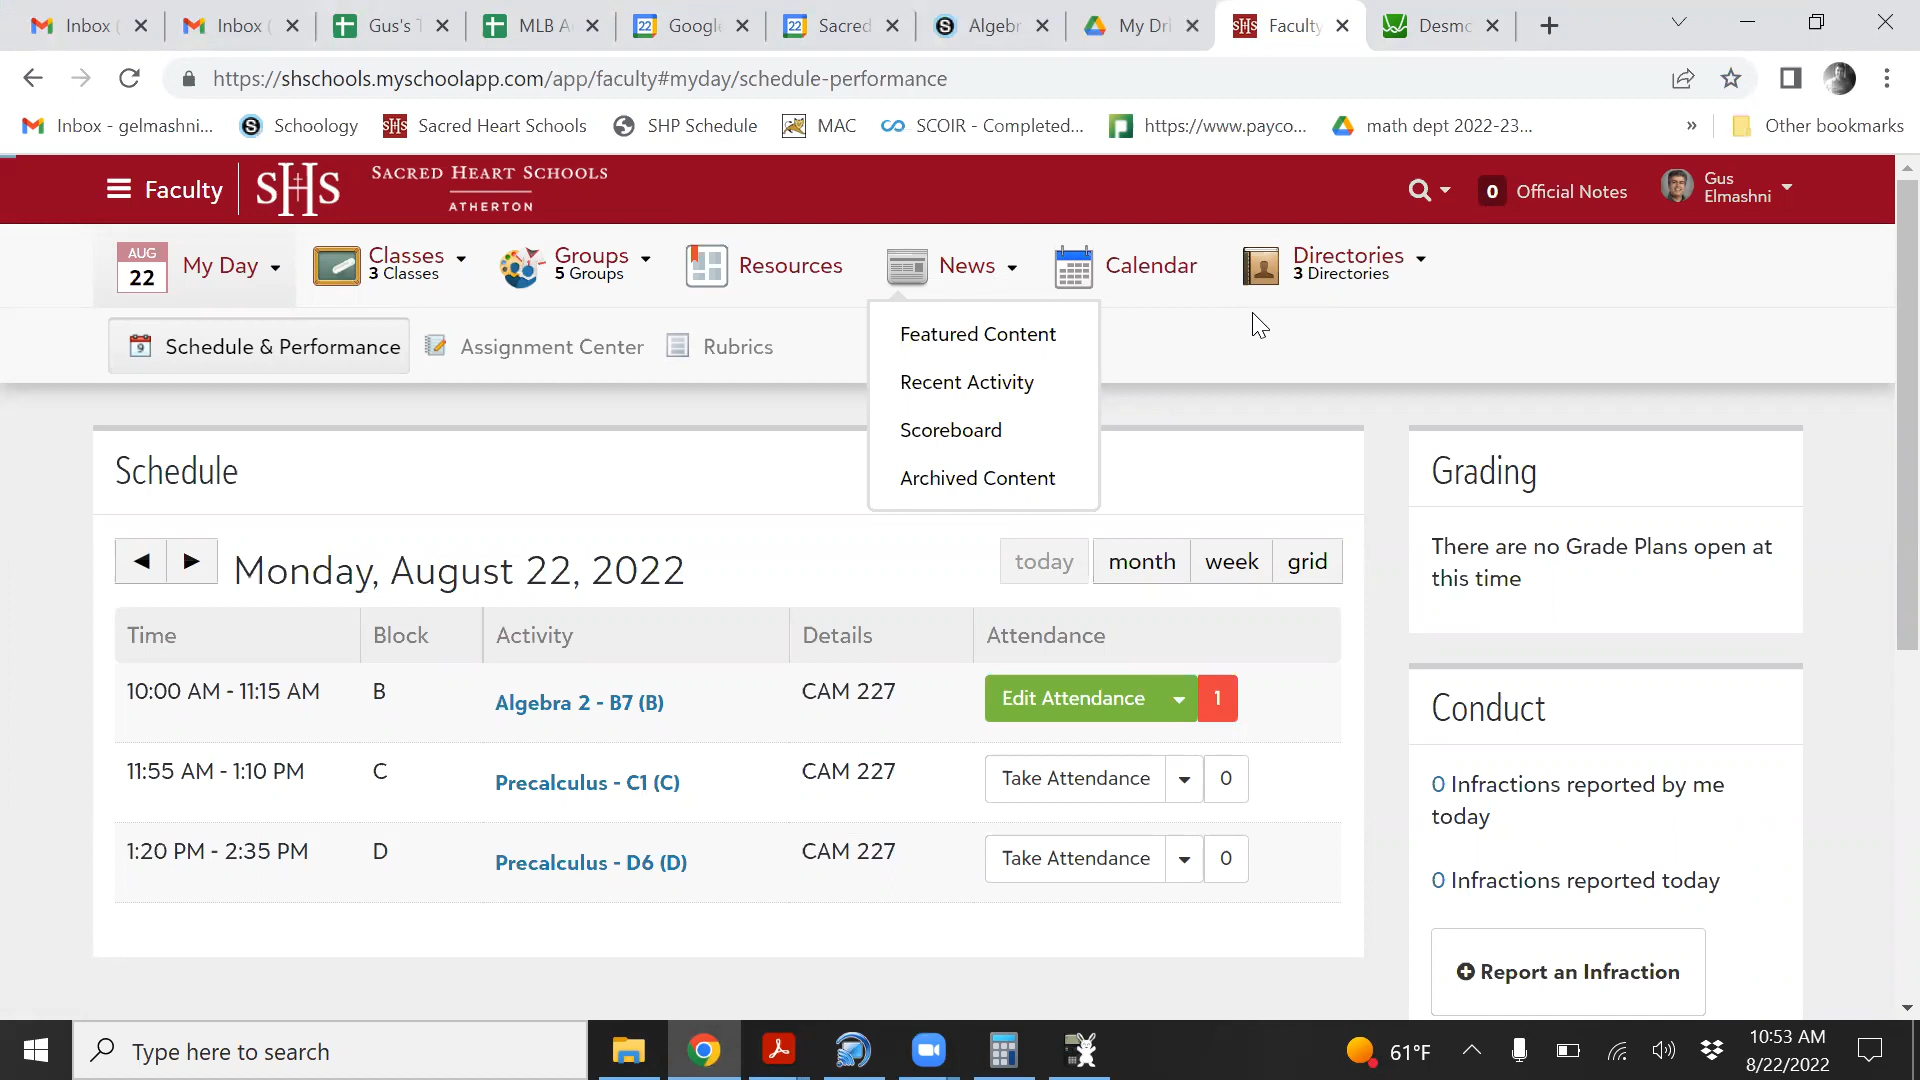 Inbox (
Inbox (
Gus's T
MLB A
Google
Sacred
Algebr
My Dri
Faculty
Desmo
https://shschools.myschoolapp.com/app/faculty#myday/schedule-performance
Inbox - gelmashni...
Schoology
Sacred Heart Schools
SHP Schedule
MAC
SCOIR - Completed...
https://www.payco...
math dept 2022-23...
»
Other bookmarks
Faculty
SHS
SACRED HEART SCHOOLS
ATHERTON
0 Official Notes
Gus
Elmashni
AUG
22
My Day
Classes
3 Classes
Groups
5 Groups
Resources
News
Calendar
Directories
3 Directories
Schedule & Performance
Assignment Center
Rubrics
Featured Content
Recent Activity
Scoreboard
Archived Content
Schedule
Monday, August 22, 2022
today
month
week
grid
Time Block Activity Details Attendance
10:00 AM - 11:15 AM B Algebra 2 - B7 (B) CAM 227 Edit Attendance 1
11:55 AM - 1:10 PM C Precalculus - C1 (C) CAM 227 Take Attendance 0
1:20 PM - 2:35 PM D Precalculus - D6 (D) CAM 227 Take Attendance 0
Grading
There are no Grade Plans open at
this time
Conduct
0 Infractions reported by me
today
0 Infractions reported today
Report an Infraction
Type here to search
61°F
10:53 AM
8/22/2022